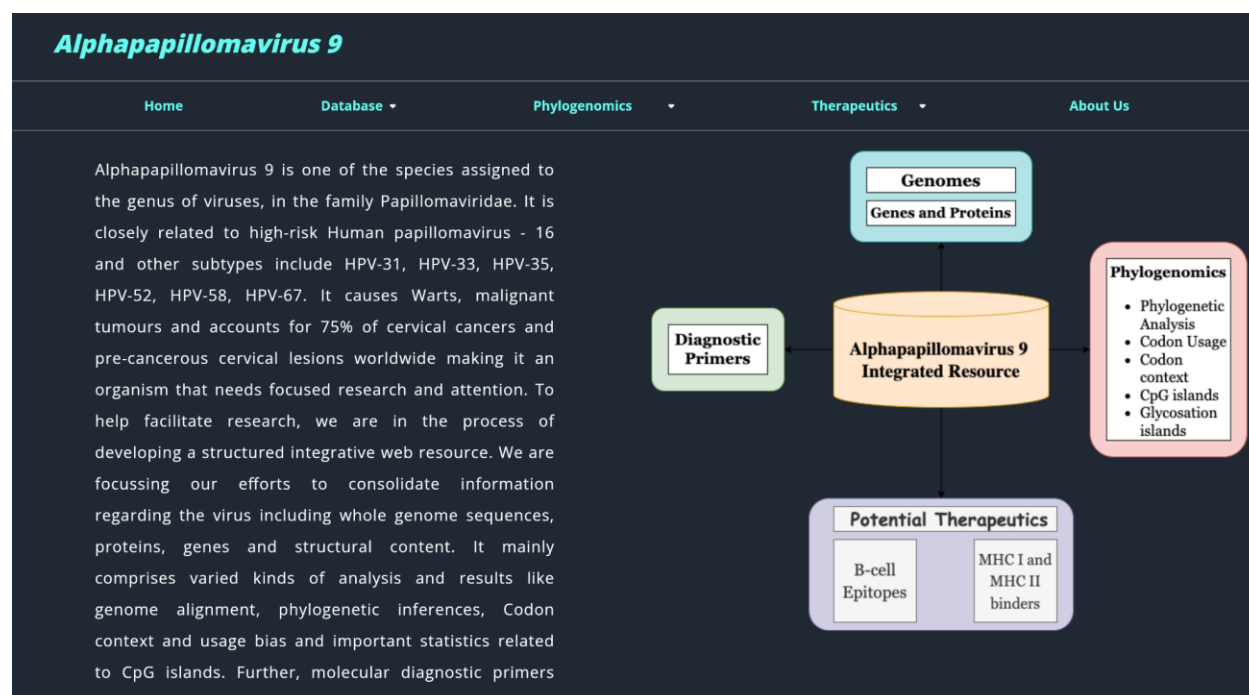 Alphapapillomavirus 9
Home Database Phylogenomics Therapeutics About Us
Alphapapillomavirus 9 is one of the species assigned to
the genus of viruses, in the family Papillomaviridae. It is
closely related to high-risk Human papillomavirus - 16
and other subtypes include HPV-31, HPV-33, HPV-35,
HPV-52, HPV-58, HPV-67. It causes Warts, malignant
tumours and accounts for 75% of cervical cancers and
pre-cancerous cervical lesions worldwide making it an
organism that needs focused research and attention. To
help facilitate research, we are in the process of
developing a structured integrative web resource. We are
focussing our efforts to consolidate information
regarding the virus including whole genome sequences,
proteins, genes and structural content. It mainly
comprises varied kinds of analysis and results like
genome alignment, phylogenetic inferences, Codon
context and usage bias and important statistics related
to CpG islands. Further, molecular diagnostic primers
Genomes
Genes and Proteins
Diagnostic
Primers
Alphapapillomavirus 9
Integrated Resource
Phylogenomics
• Phylogenetic
Analysis
• Codon Usage
• Codon
context
• CpG islands
• Glycosation
islands
Potential Therapeutics
B-cell
Epitopes
MHC I and
MHC II
binders